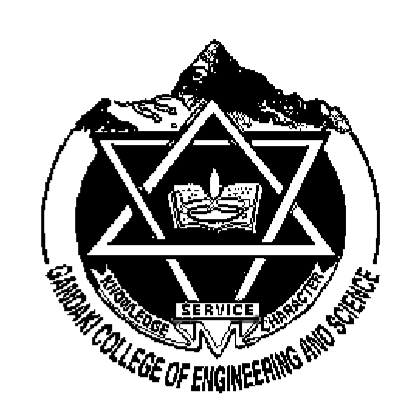 KNOWLEDGE
SERVICE
CHARACTER
GANDAKI COLLEGE OF ENGINEERING AND SCIENCE